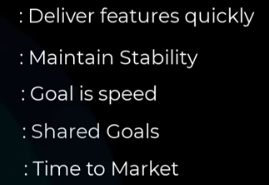 : Deliver features quickly
: Maintain Stability
: Goal is speed
: Shared Goals
: Time to Market